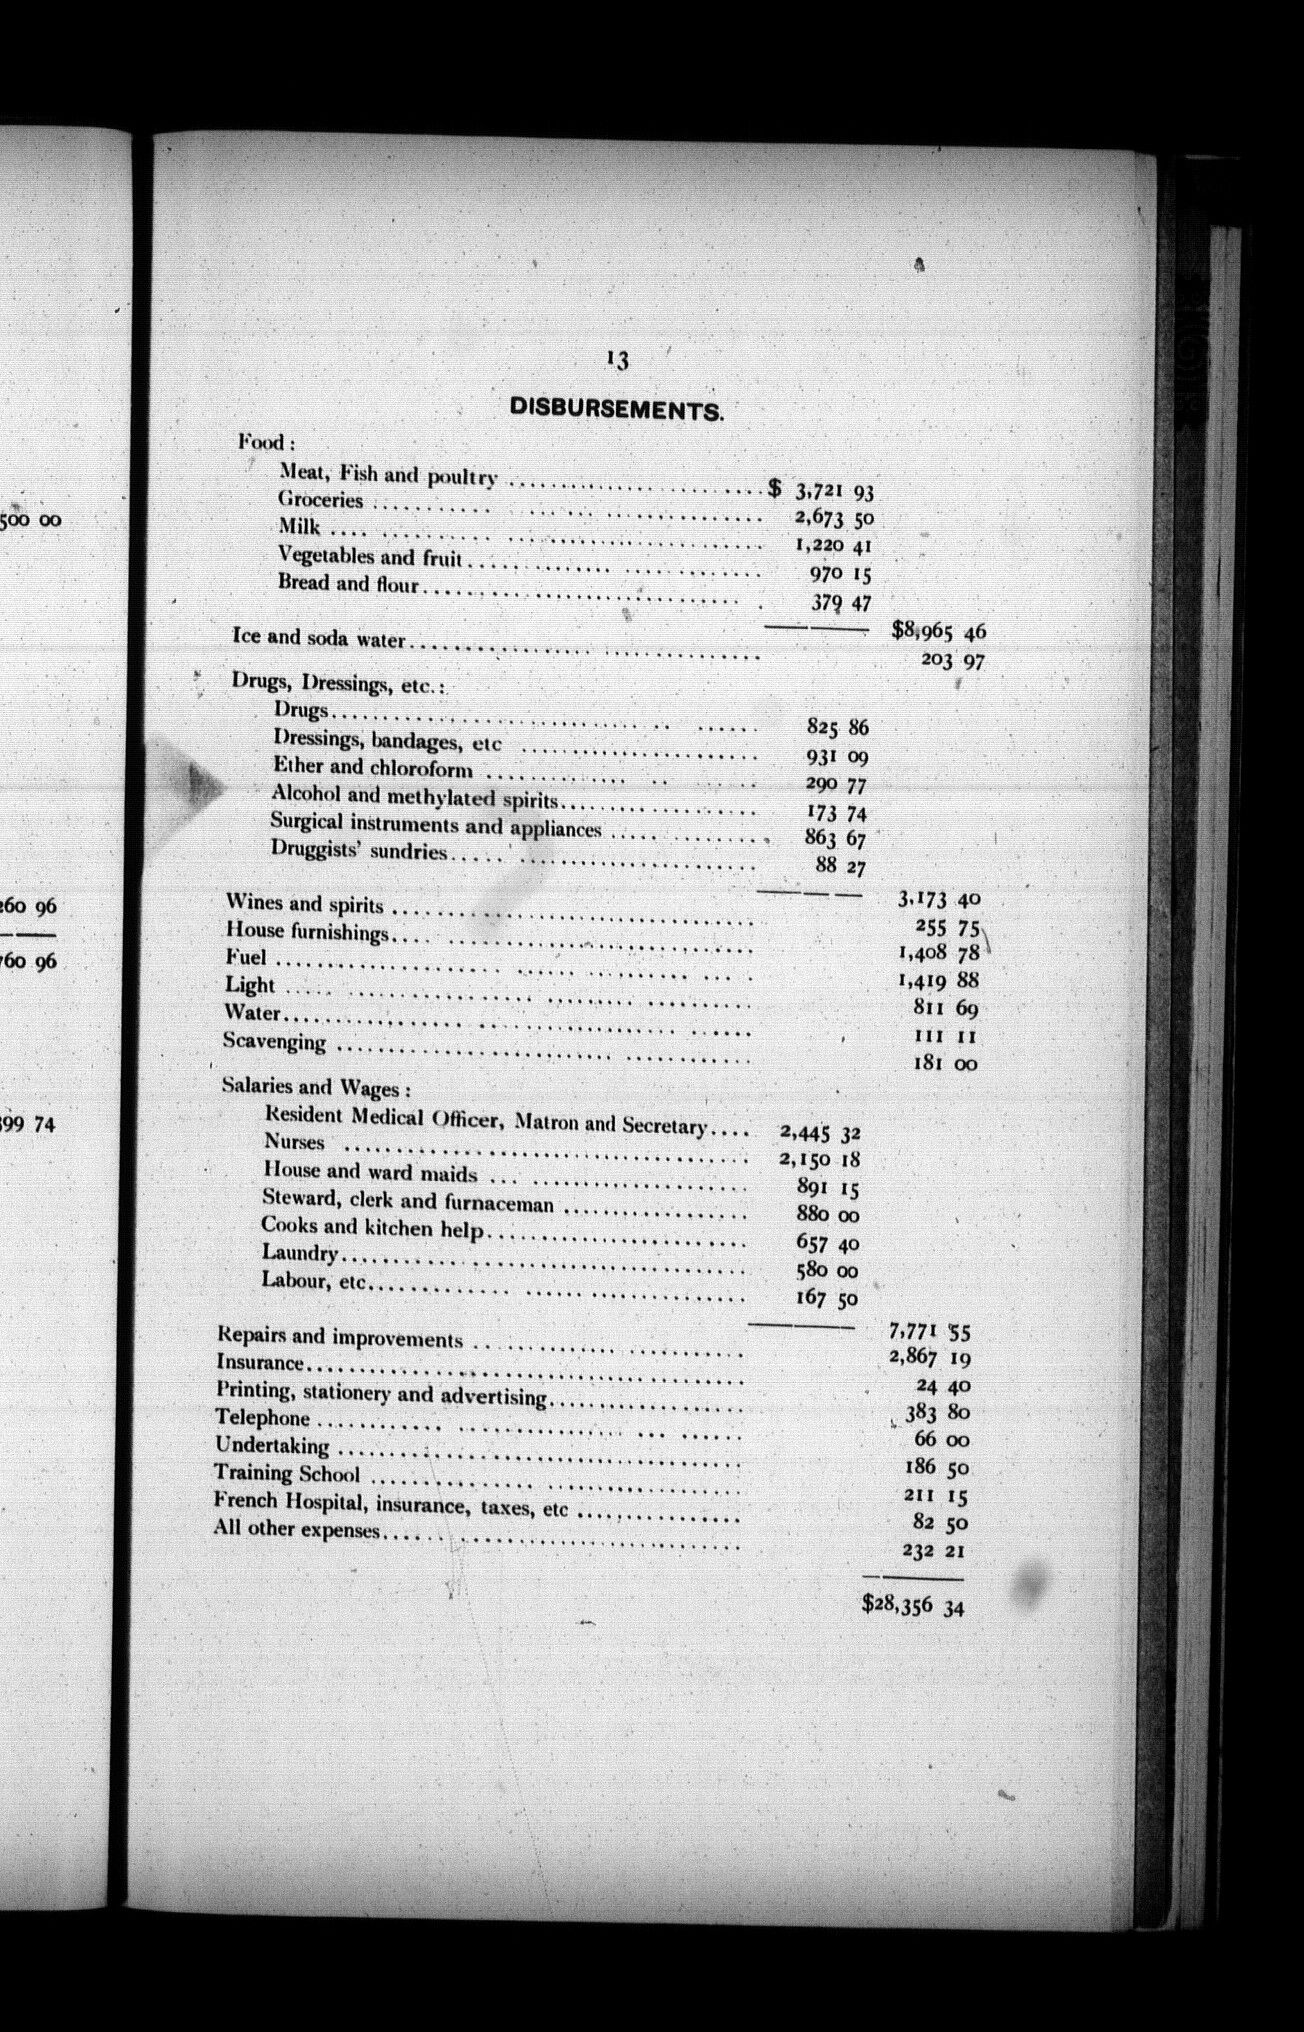 500 00
260 96
760 96
399 74
13
DISBURSEMENTS.
Food :
Meat, Fish and poultry ........................ $ 3,721 93
Groceries ........................ 2,673 50
Milk ........................ 1,220 41
Vegetables and fruit ........................ 970 15
Bread and flour ........................ 379 47
$8,965 46
Ice and soda water ........................ 203 97
Drugs, Dressings, etc. :
Drugs ........................ 825 86
Dressings, bandages, etc ........................ 931 09
Ether and chloroform ........................ 290 77
Alcohol and methylated spirits ........................ 173 74
Surgical instruments and appliances ........................ 863 67
Druggists' sundries ........................ 88 27
3,173 40
Wines and spirits ........................ 255 75
House furnishings ........................ 1,408 78
Fuel ........................ 1,419 88
Light ........................ 811 69
Water ........................ 111 11
Scavenging ........................ 181 00
Salaries and Wages :
Resident Medical Officer, Matron and Secretary .... 2,445 32
Nurses ........................ 2,150 18
House and ward maids ........................ 891 15
Steward, clerk and furnaceman ........................ 880 00
Cooks and kitchen help ........................ 657 40
Laundry ........................ 580 00
Labour, etc ........................ 167 50
7,771 55
Repairs and improvements ........................ 2,867 19
Insurance ........................ 24 40
Printing, stationery and advertising ........................ 383 80
Telephone ........................ 66 00
Undertaking ........................ 186 50
Training School ........................ 211 15
French Hospital, insurance, taxes, etc ........................ 82 50
All other expenses ........................ 232 21
$28,356 34